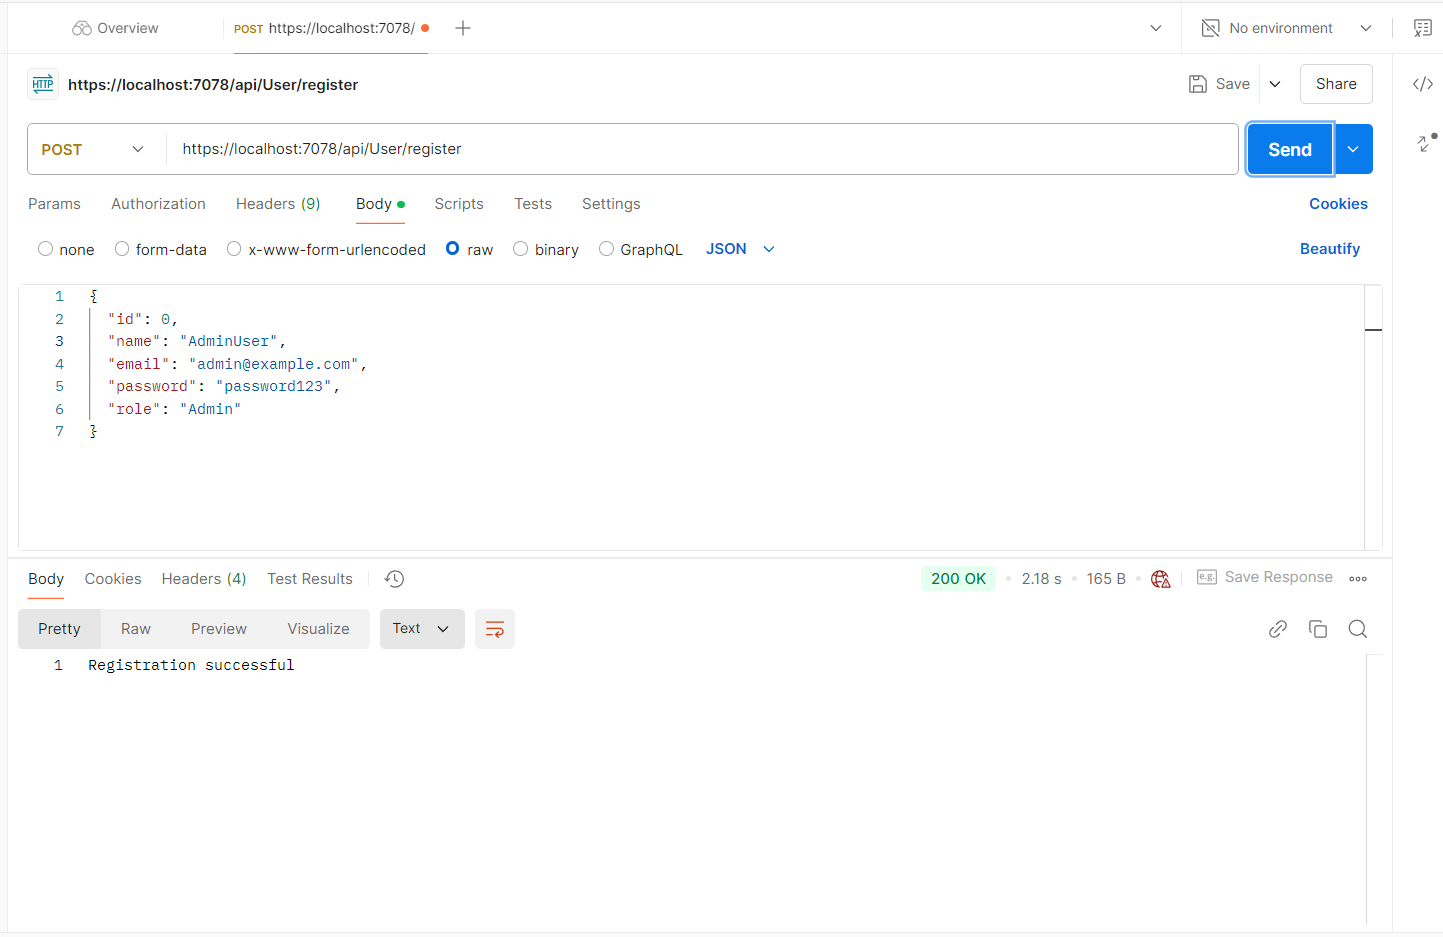 Overview
POST https://localhost:7078/
No environment
HTTP https://localhost:7078/api/User/register
Save
Share
POST
https://localhost:7078/api/User/register
Send
Params Authorization Headers (9) Body Scripts Tests Settings Cookies
none form-data x-www-form-urlencoded raw binary GraphQL JSON Beautify
1 {
2 "id": 0,
3 "name": "AdminUser",
4 "email": "admin@example.com",
5 "password": "password123",
6 "role": "Admin"
7 }
Body Cookies Headers (4) Test Results 200 OK 2.18 s 165 B e.g. Save Response
Pretty Raw Preview Visualize Text
1 Registration successful